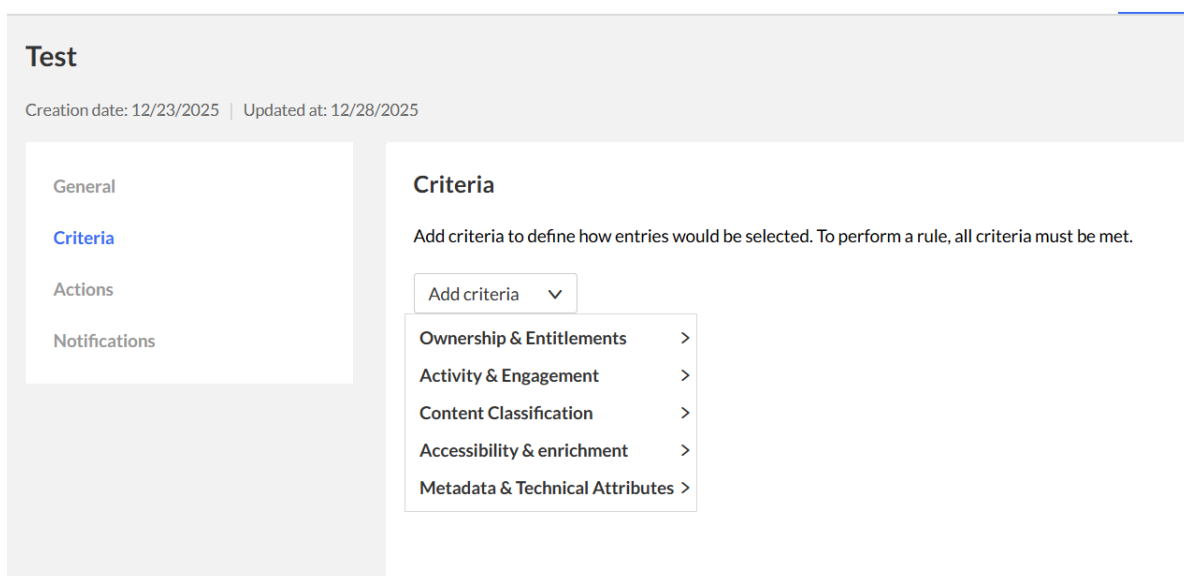 Test
Creation date: 12/23/2025 | Updated at: 12/28/2025
General
Criteria
Actions
Notifications
Criteria
Add criteria to define how entries would be selected. To perform a rule, all criteria must be met.
Add criteria
Ownership & Entitlements
Activity & Engagement
Content Classification
Accessibility & enrichment
Metadata & Technical Attributes